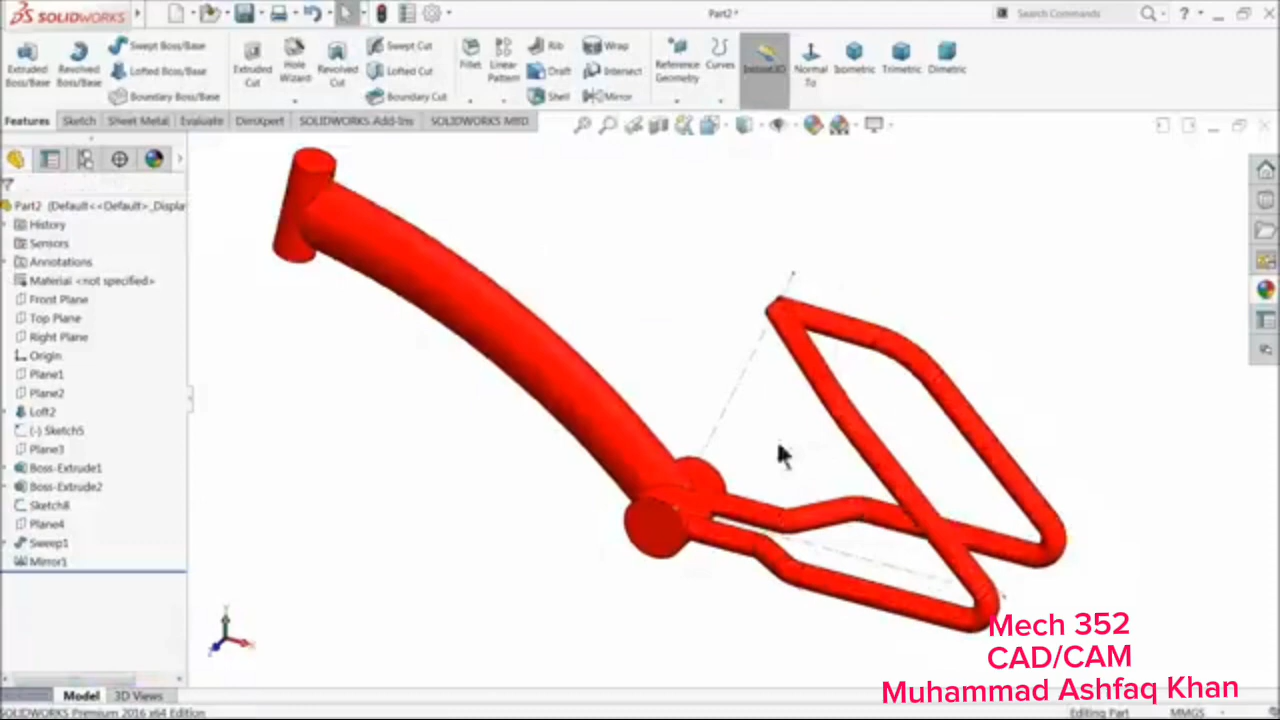 SOLIDWORKS
Part2 *
Search Commands
Extruded Boss/Base
Revolved Boss/Base
Swept Boss/Base
Lofted Boss/Base
Boundary Boss/Base
Extruded Cut
Hole Wizard
Revolved Cut
Swept Cut
Lofted Cut
Boundary Cut
Fillet
Linear Pattern
Rib
Draft
Shell
Wrap
Intersect
Mirror
Reference Geometry
Curves
Instant3D
Normal To
Isometric
Trimetric
Dimetric
Features
Sketch
Sheet Metal
Evaluate
DimXpert
SOLIDWORKS Add-Ins
SOLIDWORKS MBD
Part2 (Default<<Default>_Displa
History
Sensors
Annotations
Material <not specified>
Front Plane
Top Plane
Right Plane
Origin
Plane1
Plane2
Loft2
(-) Sketch5
Plane3
Boss-Extrude1
Boss-Extrude2
Sketch8
Plane4
Sweep1
Mirror1
Mech 352
CAD/CAM
Muhammad Ashfaq Khan
Model
3D Views
SOLIDWORKS Premium 2016 x64 Edition
Editing Part
MMGS